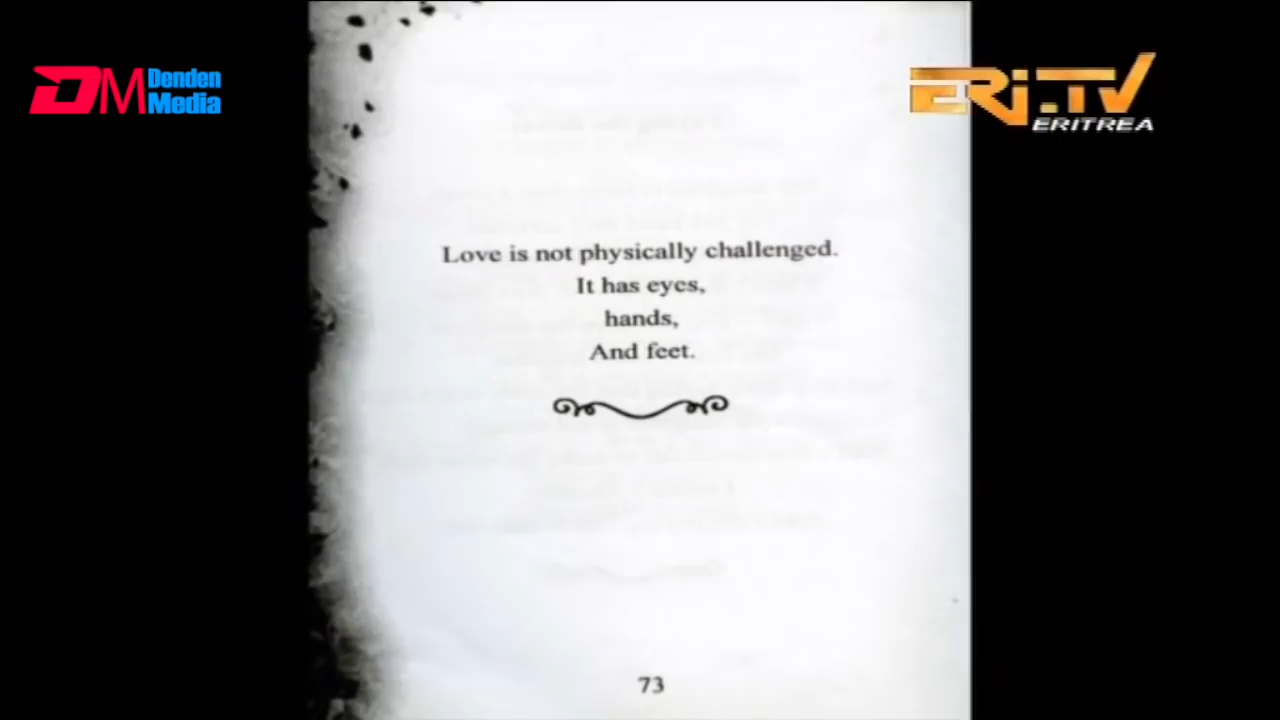 DM Denden Media
ERi.TV
ERITREA
Love is not physically challenged.
It has eyes,
hands,
And feet.
73